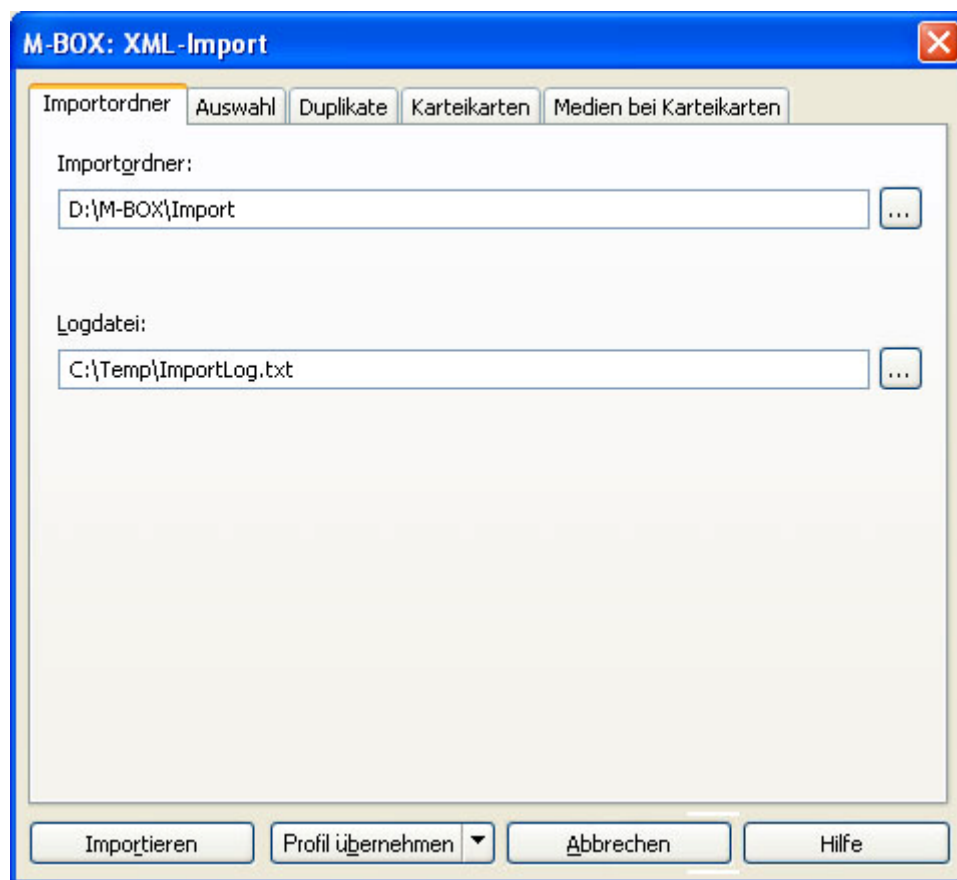 M-BOX: XML-Import
Importordner Auswahl Duplikate Karteikarten Medien bei Karteikarten
Importordner:
D:\M-BOX\Import ...
Logdatei:
C:\Temp\ImportLog.txt ...
Importieren Profil übernehmen Abbrechen Hilfe